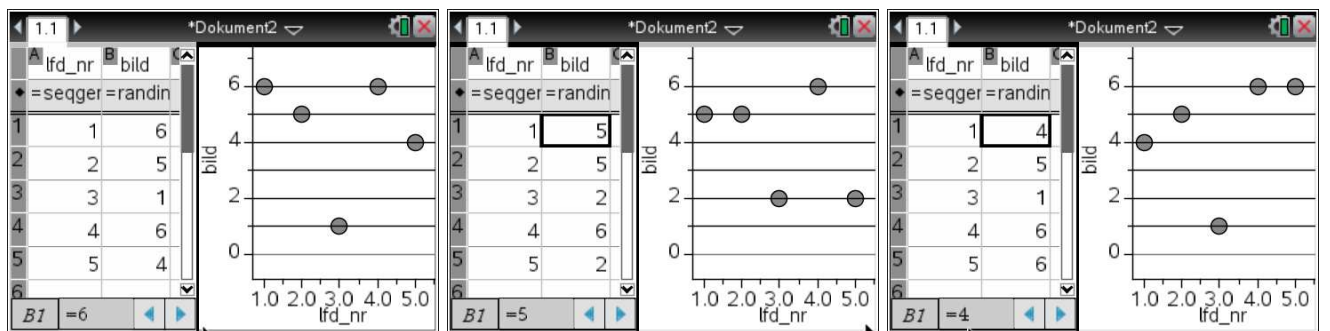 1.1 *Dokument2
A lfd_nr B bild C
=seqger =randin
1 1 6
2 2 5
3 3 1
4 4 6
5 5 4
6
B1 =6
bild
6
4
2
0
1.0 2.0 3.0 4.0 5.0
lfd_nr
1.1 *Dokument2
A lfd_nr B bild C
=seqger =randin
1 1 5
2 2 5
3 3 2
4 4 6
5 5 2
6
B1 =5
bild
6
4
2
0
1.0 2.0 3.0 4.0 5.0
lfd_nr
1.1 *Dokument2
A lfd_nr B bild C
=seqger =randin
1 1 4
2 2 5
3 3 1
4 4 6
5 5 6
6
B1 =4
bild
6
4
2
0
1.0 2.0 3.0 4.0 5.0
lfd_nr